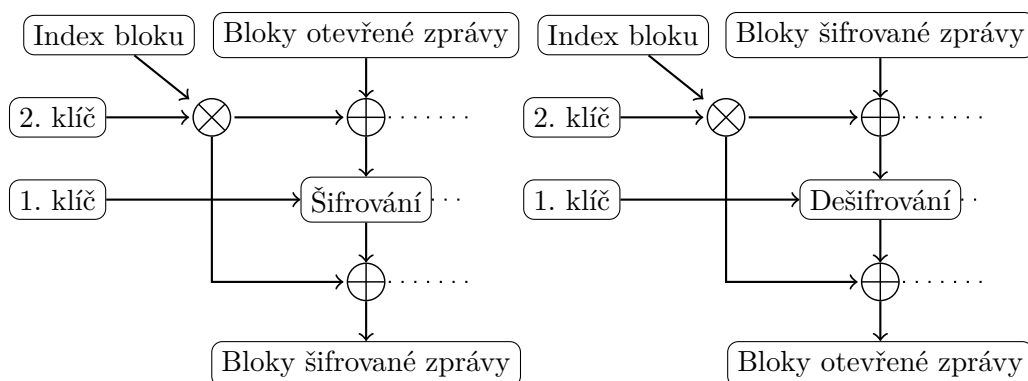 Index bloku
Bloky otevřené zprávy
2. klíč
1. klíč
Šifrování
Bloky šifrované zprávy
Index bloku
Bloky šifrované zprávy
2. klíč
1. klíč
Dešifrování
Bloky otevřené zprávy